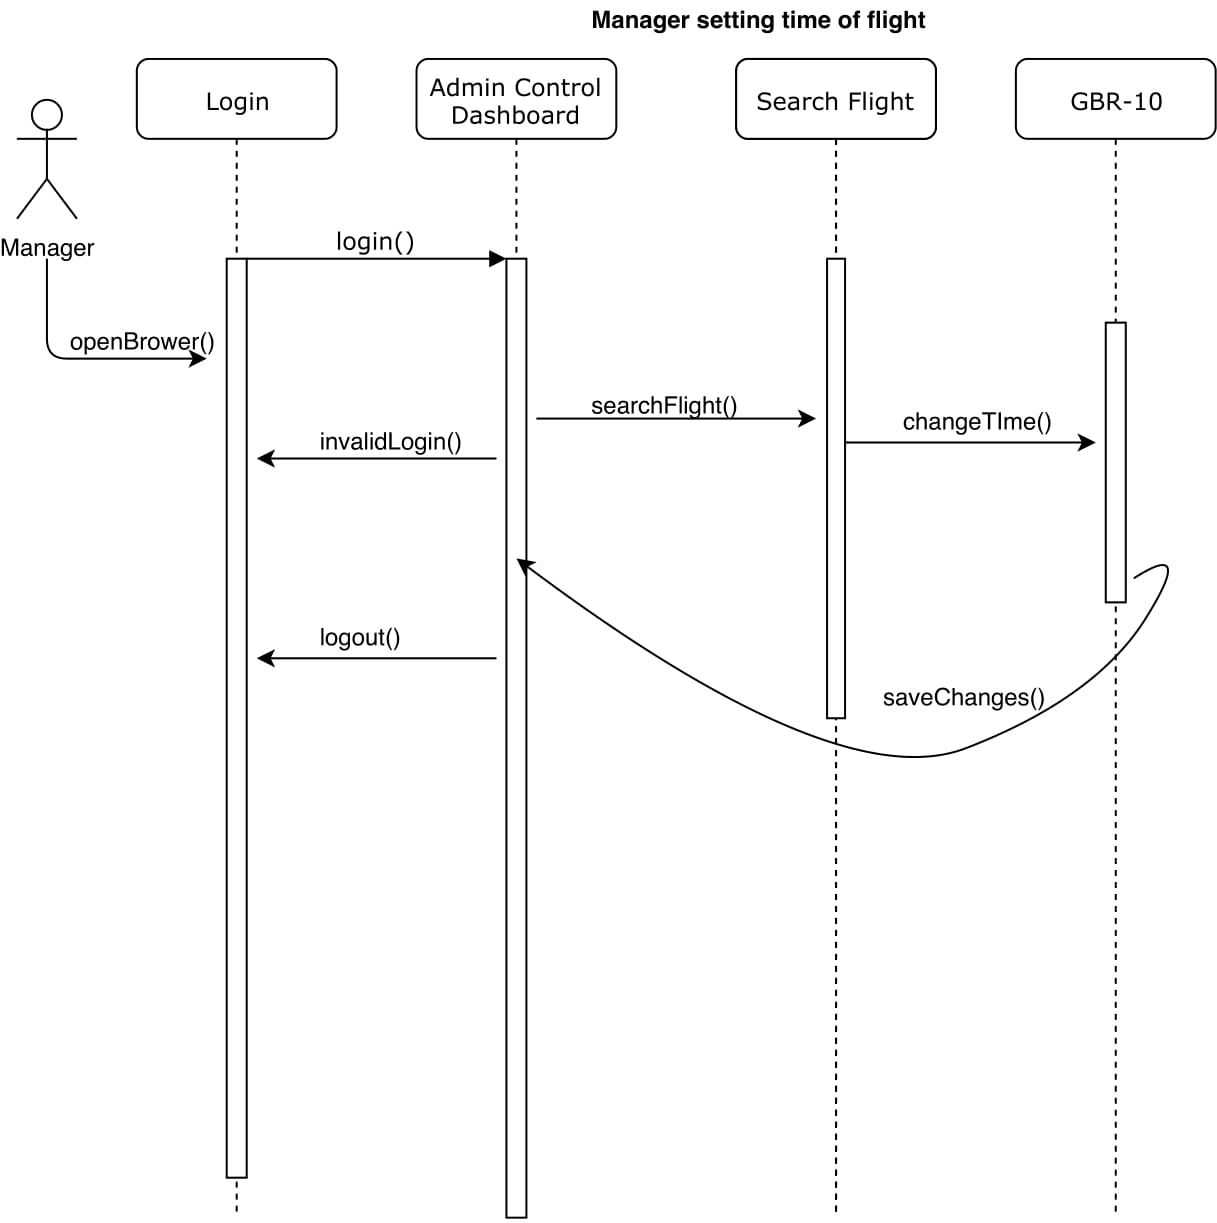 Manager setting time of flight
Login
Admin Control
Dashboard
Search Flight
GBR-10
Manager
login()
openBrower()
searchFlight()
changeTIme()
invalidLogin()
logout()
saveChanges()